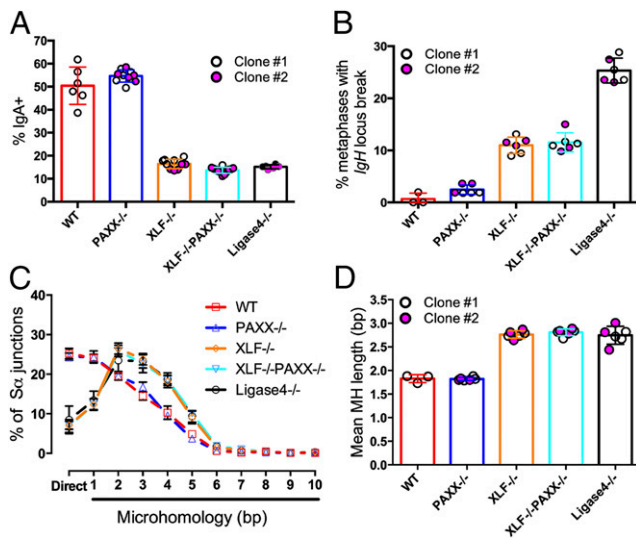 A
% IgA+
70
60
50
40
30
20
10
0
Clone #1
Clone #2
WT
PAXX-/-
XLF-/-
XLF-/-PAXX-/-
Ligase4-/-
B
% metaphases with
IgH locus break
30
20
10
0
Clone #1
Clone #2
WT
PAXX-/-
XLF-/-
XLF-/-PAXX-/-
Ligase4-/-
C
% of Sα junctions
40
30
20
10
0
WT
PAXX-/-
XLF-/-
XLF-/-PAXX-/-
Ligase4-/-
Direct 1 2 3 4 5 6 7 8 9 10
Microhomology (bp)
D
Mean MH length (bp)
3.5
3.0
2.5
2.0
1.5
1.0
0.5
0.0
Clone #1
Clone #2
WT
PAXX-/-
XLF-/-
XLF-/-PAXX-/-
Ligase4-/-